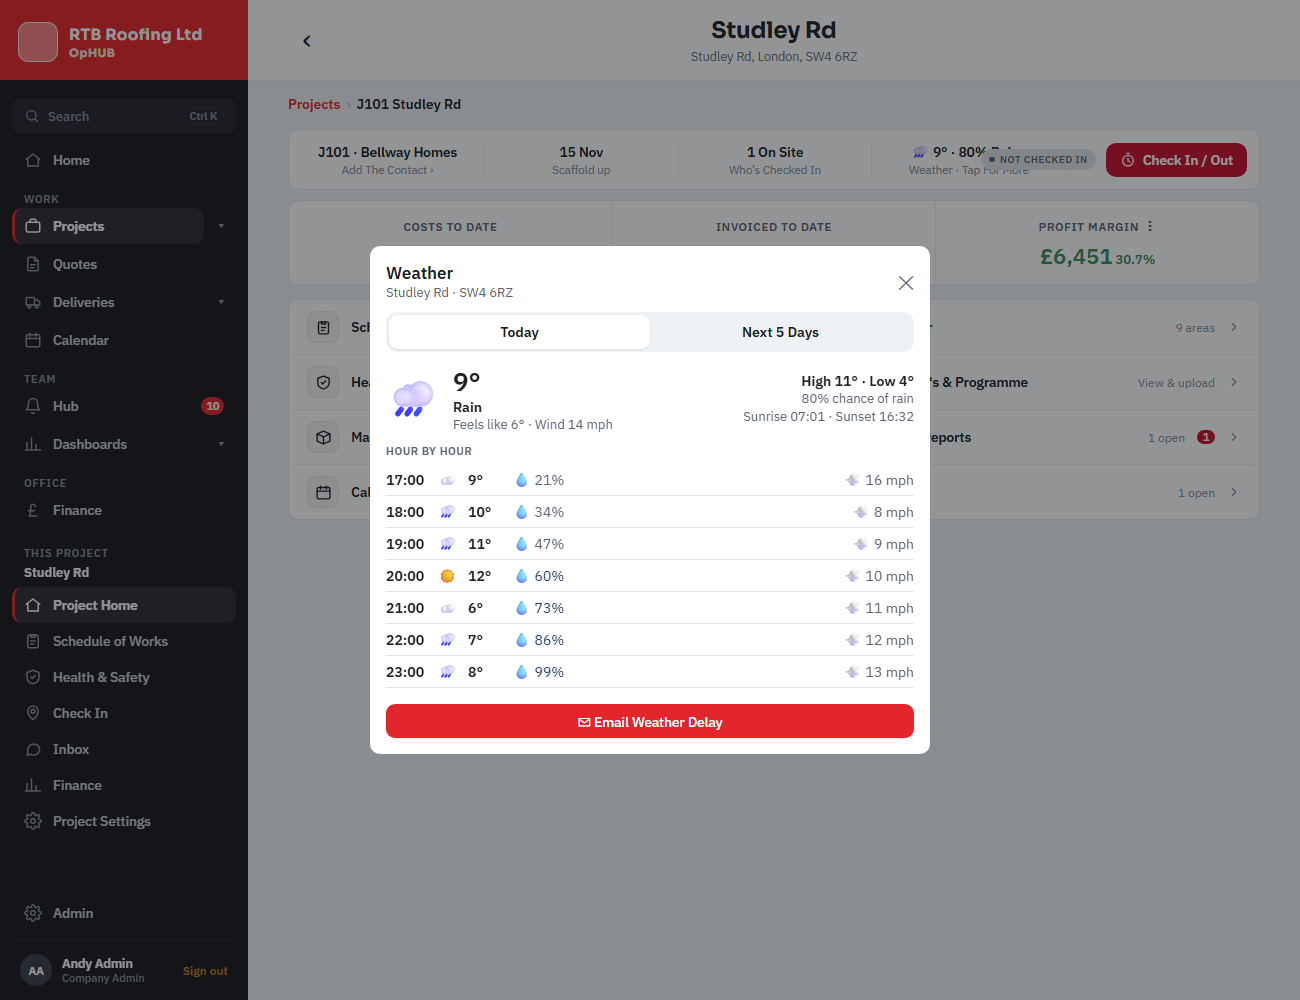 RTB Roofing Ltd
OpHUB
Search
Ctrl K
Home
WORK
Projects
Quotes
Deliveries
Calendar
TEAM
Hub
10
Dashboards
OFFICE
Finance
THIS PROJECT
Studley Rd
Project Home
Schedule of Works
Health & Safety
Check In
Inbox
Finance
Project Settings
Admin
AA
Andy Admin
Company Admin
Sign out
Studley Rd
Studley Rd, London, SW4 6RZ
Projects › J101 Studley Rd
J101 · Bellway Homes
Add The Contact ›
15 Nov
Scaffold up
1 On Site
Who's Checked In
9° · 80%
Weather · Tap For More
NOT CHECKED IN
Check In / Out
COSTS TO DATE
INVOICED TO DATE
PROFIT MARGIN
£6,451 30.7%
9 areas
's & Programme
View & upload
1 open
1
1 open
Weather
Studley Rd · SW4 6RZ
Today
Next 5 Days
9°
Rain
Feels like 6° · Wind 14 mph
High 11° · Low 4°
80% chance of rain
Sunrise 07:01 · Sunset 16:32
HOUR BY HOUR
17:00 9° 21% 16 mph
18:00 10° 34% 8 mph
19:00 11° 47% 9 mph
20:00 12° 60% 10 mph
21:00 6° 73% 11 mph
22:00 7° 86% 12 mph
23:00 8° 99% 13 mph
Email Weather Delay